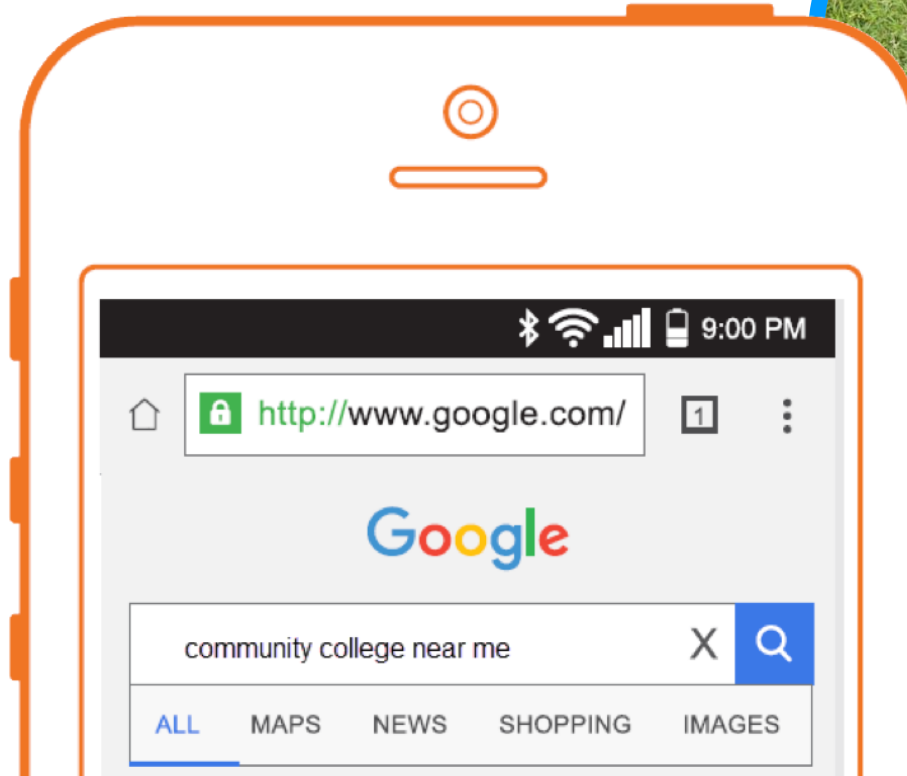 9:00 PM
http://www.google.com/
1
Google
community college near me
X
ALL MAPS NEWS SHOPPING IMAGES